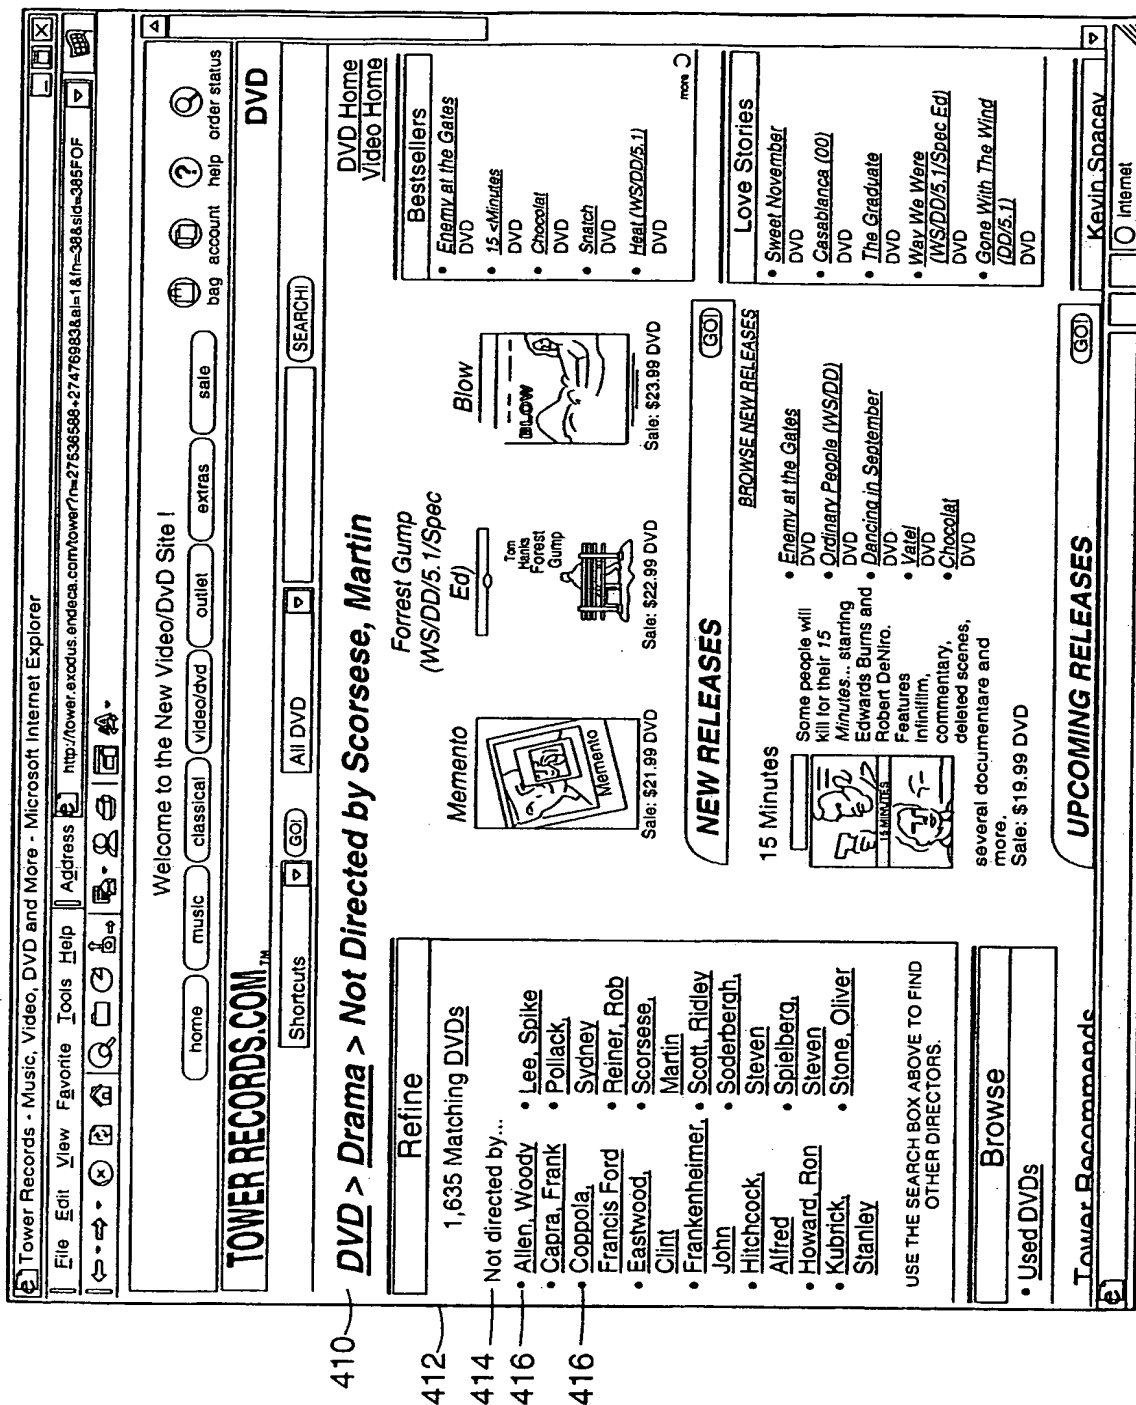 Tower Records - Music, Video, DVD and More - Microsoft Internet Explorer
File Edit View Favorite Tools Help Address http://tower.exodus.endeca.com/tower?n=27536588+27476983&al=1&fn=38&sid=385FOF
Welcome to the New Video/DvD Site !
home music classical video/dvd outlet extras sale
bag account help order status
TOWER RECORDS.COM TM
DVD
Shortcuts GO! All DVD SEARCH!
410
DVD > Drama > Not Directed by Scorsese, Martin
DVD Home
Video Home
412
Refine
1,635 Matching DVDs
414
Not directed by...
416
• Allen, Woody
• Capra, Frank
416
• Coppola,
Francis Ford
• Eastwood,
Clint
• Frankenheimer,
John
• Hitchcock,
Alfred
• Howard, Ron
• Kubrick,
Stanley
• Lee, Spike
• Pollack,
Sydney
• Reiner, Rob
• Scorsese,
Martin
• Scott, Ridley
• Soderbergh,
Steven
• Spielberg,
Steven
• Stone, Oliver
USE THE SEARCH BOX ABOVE TO FIND
OTHER DIRECTORS.
Browse
• Used DVDs
Tower Recommends
Memento
Memento
Sale: $21.99 DVD
Forrest Gump
(WS/DD/5. 1/Spec
Ed)
Tom
Hanks
Forest
Gump
Sale: $22.99 DVD
Blow
BLOW
Sale: $23.99 DVD
NEW RELEASES GO!
BROWSE NEW RELEASES
15 Minutes
15 MINUTES
Some people will
kill for their 15
Minutes... starring
Edwards Burns and
Robert DeNiro.
Features
Infinifilm,
commentary,
deleted scenes,
several documentare and
more.
Sale: $19.99 DVD
• Enemy at the Gates
DVD
• Ordinary People (WS/DD)
DVD
• Dancing in September
DVD
• Vatel
DVD
• Chocolat
DVD
UPCOMING RELEASES GO!
Bestsellers
• Enemy at the Gates
DVD
• 15 <Minutes
DVD
• Chocolat
DVD
• Snatch
DVD
• Heat (WS/DD/5.1)
DVD
more
Love Stories
• Sweet November
DVD
• Casablanca (00)
DVD
• The Graduate
DVD
• Way We Were
(WS/DD/5.1/Spec Ed)
DVD
• Gone With The Wind
(DD/5.1)
DVD
Kevin Spacey
Internet